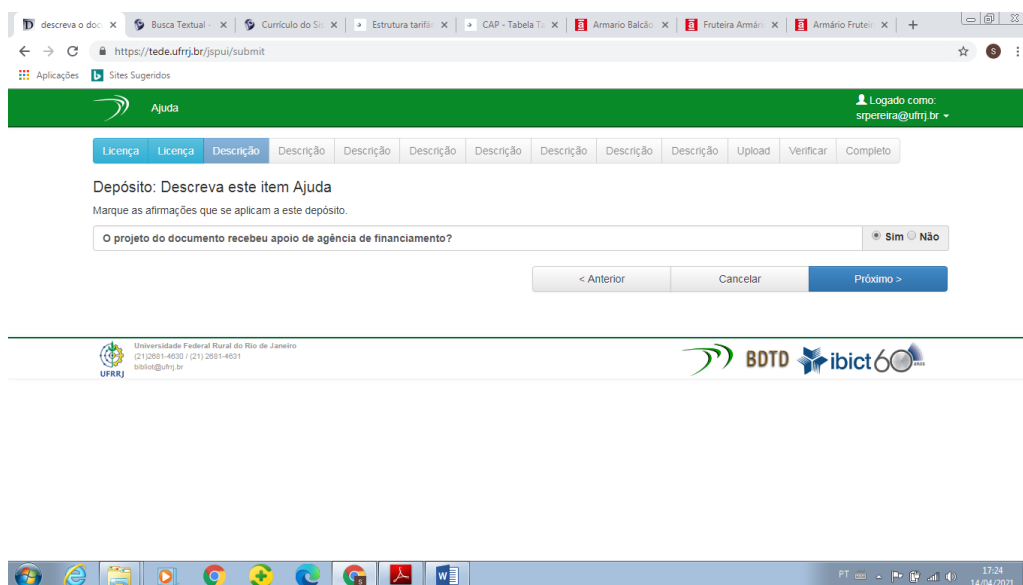 descreva o doc
Busca Textual -
Currículo do Sis
Estrutura tarifár
CAP - Tabela Ta
Armario Balcão
Fruteira Armári
Armário Fruteir
https://tede.ufrrj.br/jspui/submit
S
Aplicações
Sites Sugeridos
Ajuda
Logado como:
srpereira@ufrrj.br
Licença Licença Descrição Descrição Descrição Descrição Descrição Descrição Descrição Descrição Upload Verificar Completo
Depósito: Descreva este item Ajuda
Marque as afirmações que se aplicam a este depósito.
O projeto do documento recebeu apoio de agência de financiamento? Sim Não
< Anterior Cancelar Próximo >
Universidade Federal Rural do Rio de Janeiro
(21)2681-4630 / (21) 2681-4631
bibliot@ufrrj.br
UFRRJ
BDTD ibict 60 anos
PT 17:24
14/04/2021